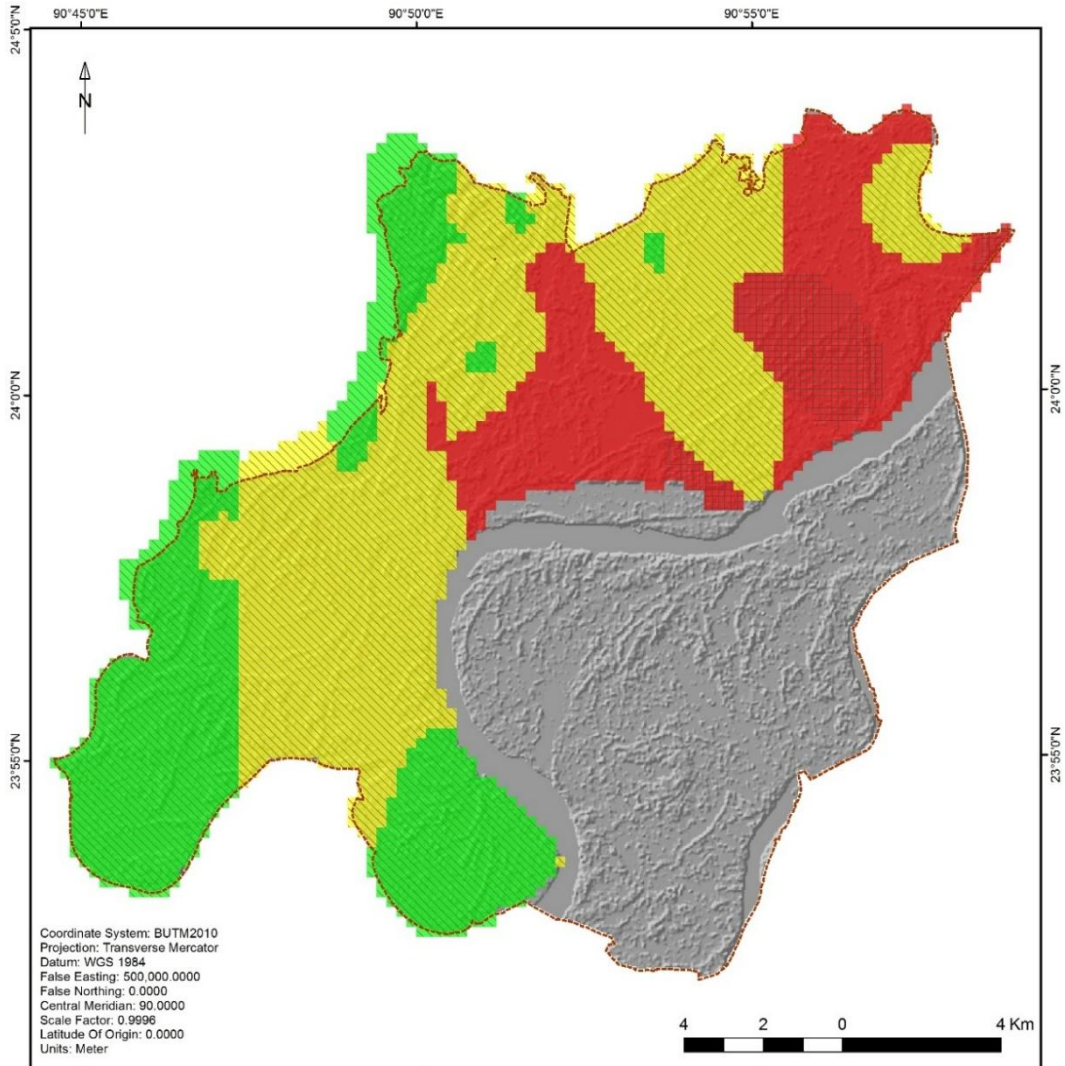 90°45'0"E 90°50'0"E 90°55'0"E
24°5'0"N 24°5'0"N
N
24°0'0"N 24°0'0"N
23°55'0"N 23°55'0"N
Coordinate System: BUTM2010
Projection: Transverse Mercator
Datum: WGS 1984
False Easting: 500,000.0000
False Northing: 0.0000
Central Meridian: 90.0000
Scale Factor: 0.9996
Latitude Of Origin: 0.0000
Units: Meter
4 2 0 4 Km